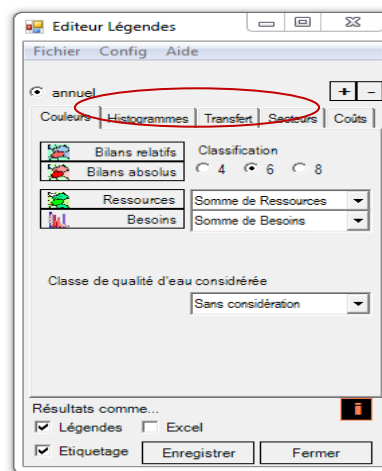 Editeur Légendes
Fichier Config Aide
annuel + -
Couleurs Histogrammes Transfert Secteurs Coûts
Bilans relatifs Classification
Bilans absolus 4 6 8
Ressources Somme de Ressources
Besoins Somme de Besoins
Classe de qualité d'eau considrérée
Sans considération
Résultats comme...
Légendes Excel
Etiquetage Enregistrer Fermer